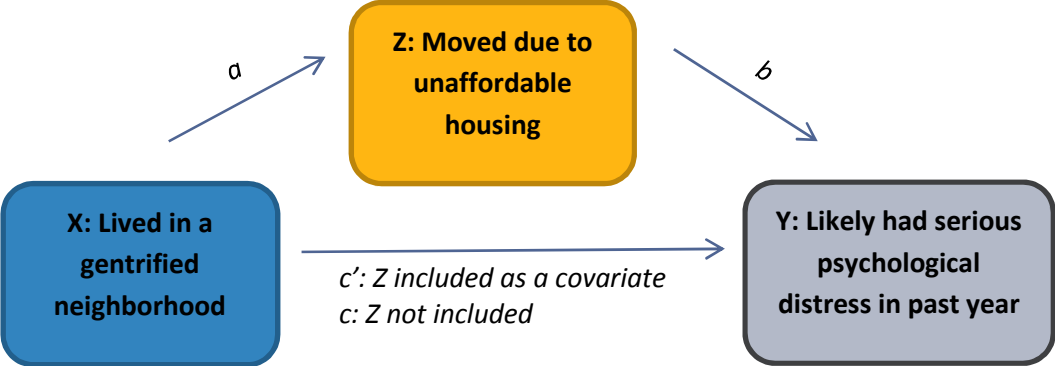 Z: Moved due to
unaffordable
housing
a
b
X: Lived in a
gentrified
neighborhood
c’: Z included as a covariate
c: Z not included
Y: Likely had serious
psychological
distress in past year